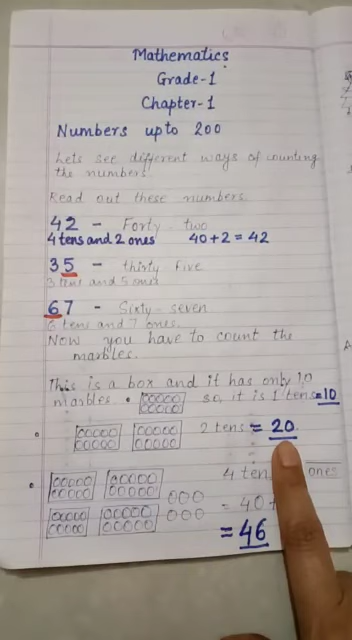 Mathematics
Grade-1
Chapter-1
Numbers upto 200
Lets see different ways of counting
the numbers.
Read out these numbers.
42 - Forty two
4 tens and 2 ones 40+2 = 42
35 - thirty Five
3 tens and 5 ones
67 - Sixty-seven
6 tens and 7 ones.
Now you have to count the
marbles.
This is a box and it has only 10
marbles. so it is 1 tens=10
2 tens = 20
4 ten ones
= 40+
= 46